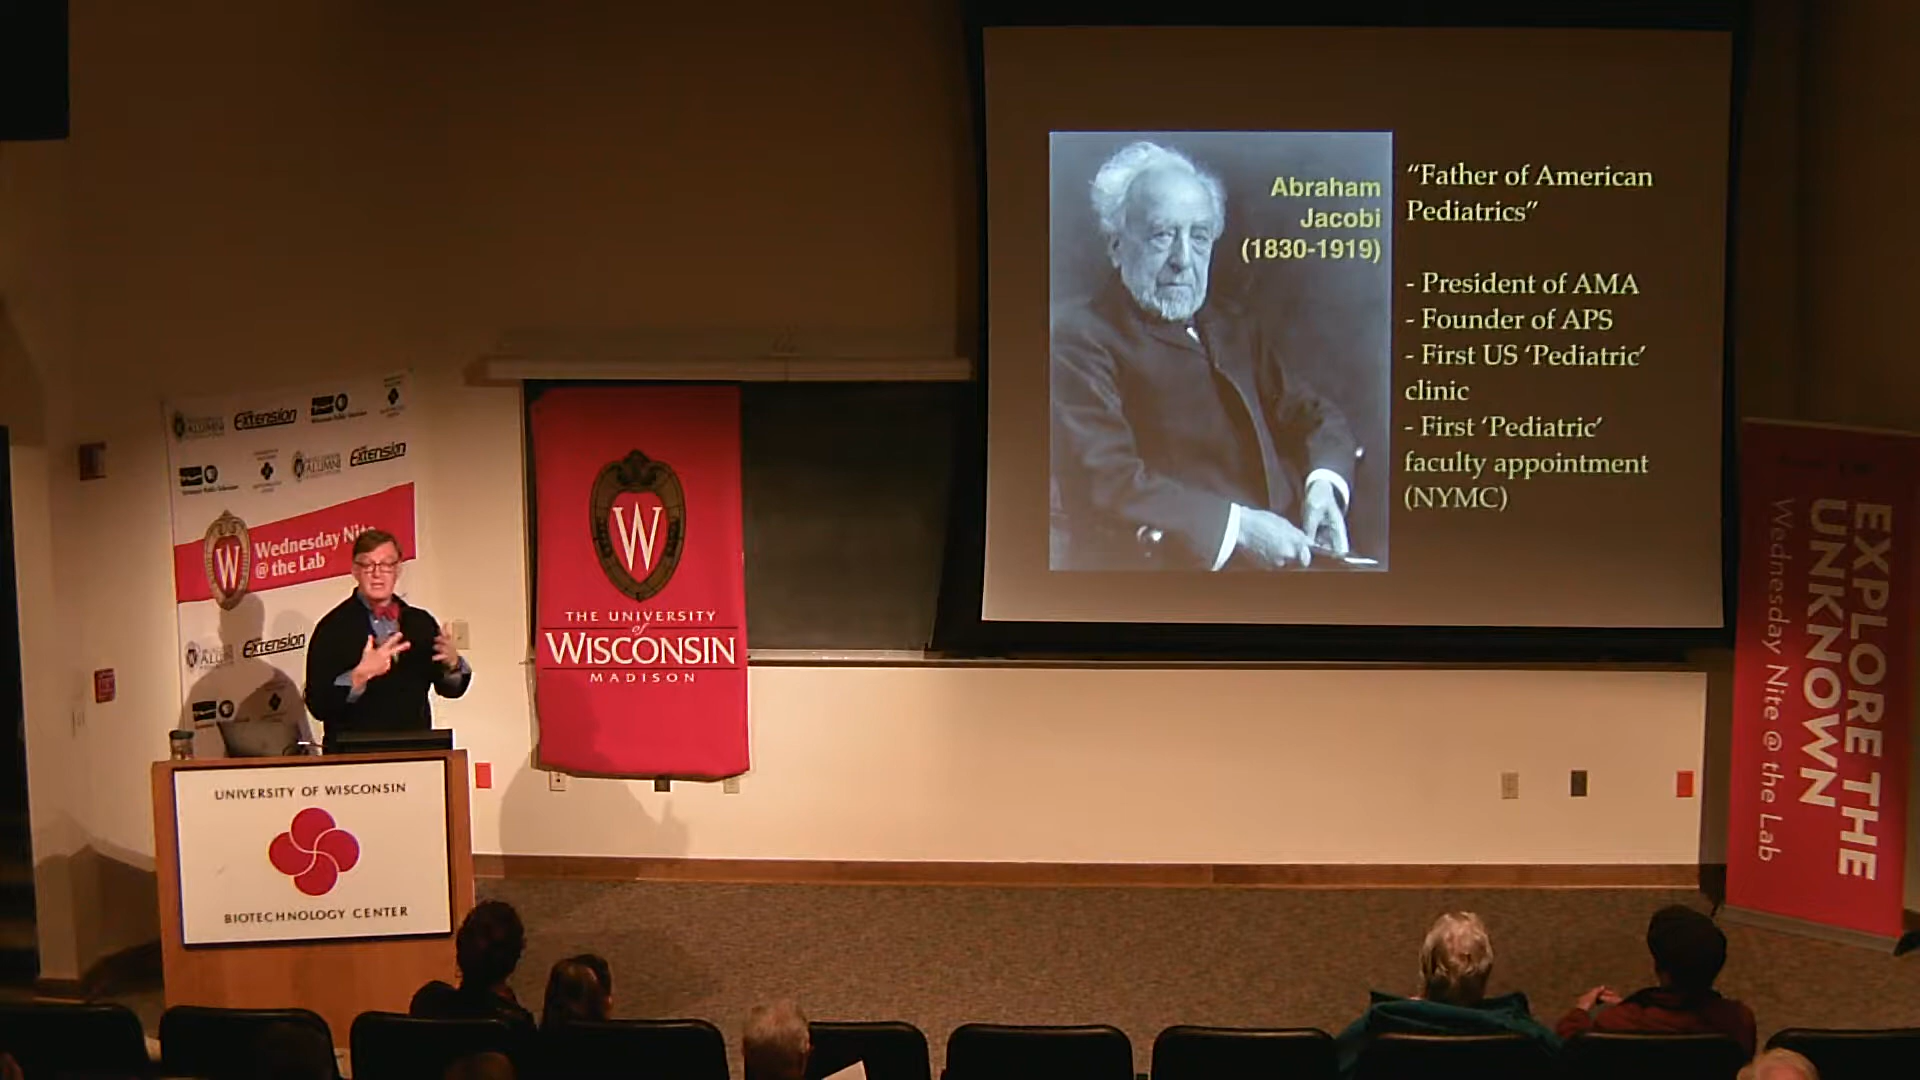 Abraham
Jacobi
(1830-1919)
“Father of American
Pediatrics”
- President of AMA
- Founder of APS
- First US ‘Pediatric’
clinic
- First ‘Pediatric’
faculty appointment
(NYMC)
ALUMNI
Extension
Extension
ALUMNI
W
Wednesday Nite
@ the Lab
Extension
W
THE UNIVERSITY
of
WISCONSIN
MADISON
UNIVERSITY OF WISCONSIN
BIOTECHNOLOGY CENTER
EXPLORE THE
UNKNOWN
Wednesday Nite @ the Lab